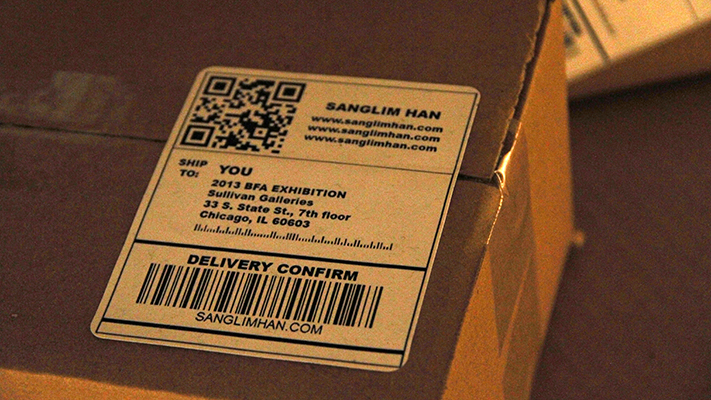 SANGLIM HAN
www.sanglimhan.com
www.sanglimhan.com
www.sanglimhan.com
SHIP TO:
YOU
2013 BFA EXHIBITION
Sullivan Galleries
33 S. State St., 7th floor
Chicago, IL 60603
DELIVERY CONFIRM
SANGLIMHAN.COM